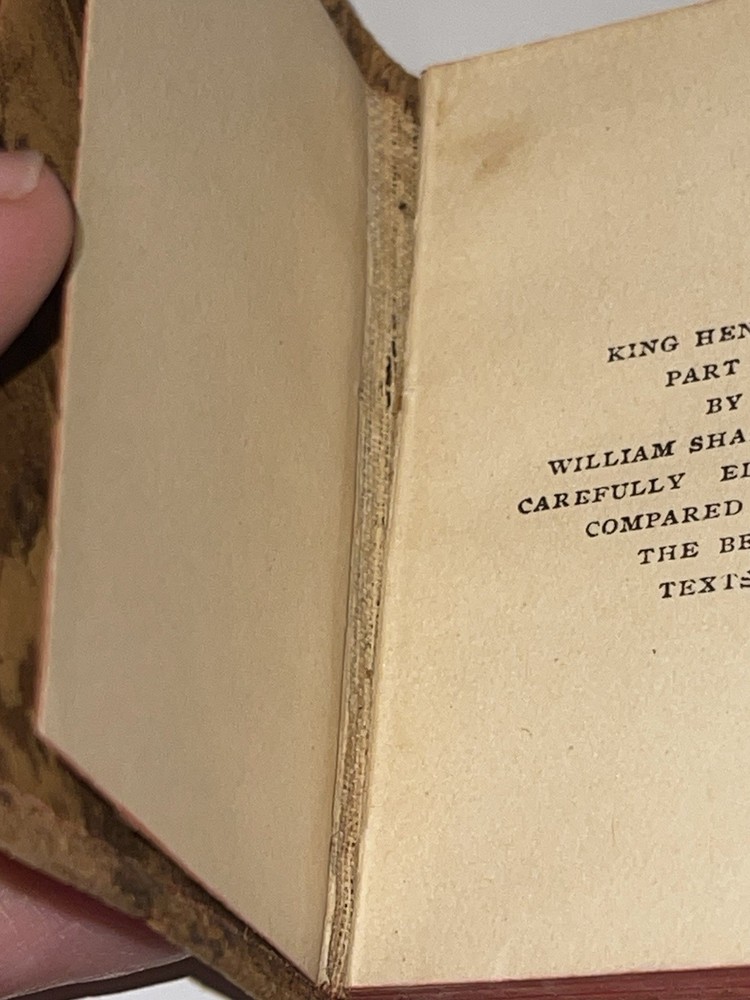 KING HEN
PART
BY
WILLIAM SHA
CAREFULLY
COMPARED
THE BE
TEXTS